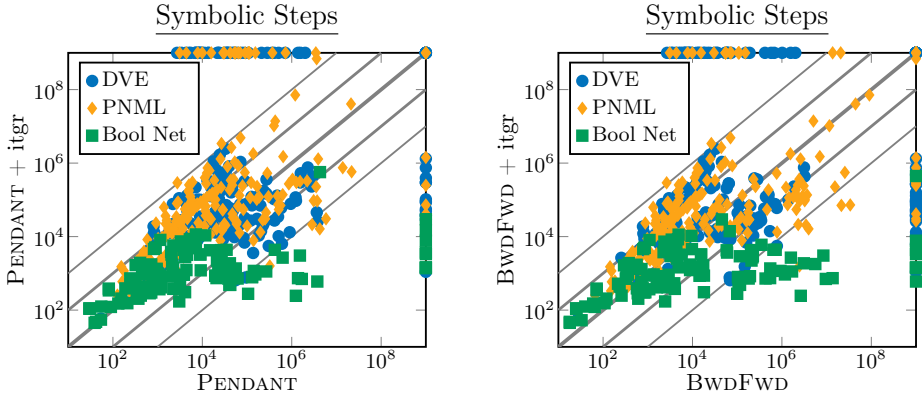 Symbolic Steps
PENDANT + itgr
10^8
10^6
10^4
10^2
DVE
PNML
Bool Net
10^2 10^4 10^6 10^8
PENDANT
Symbolic Steps
BWDFWD + itgr
10^8
10^6
10^4
10^2
DVE
PNML
Bool Net
10^2 10^4 10^6 10^8
BWDFWD